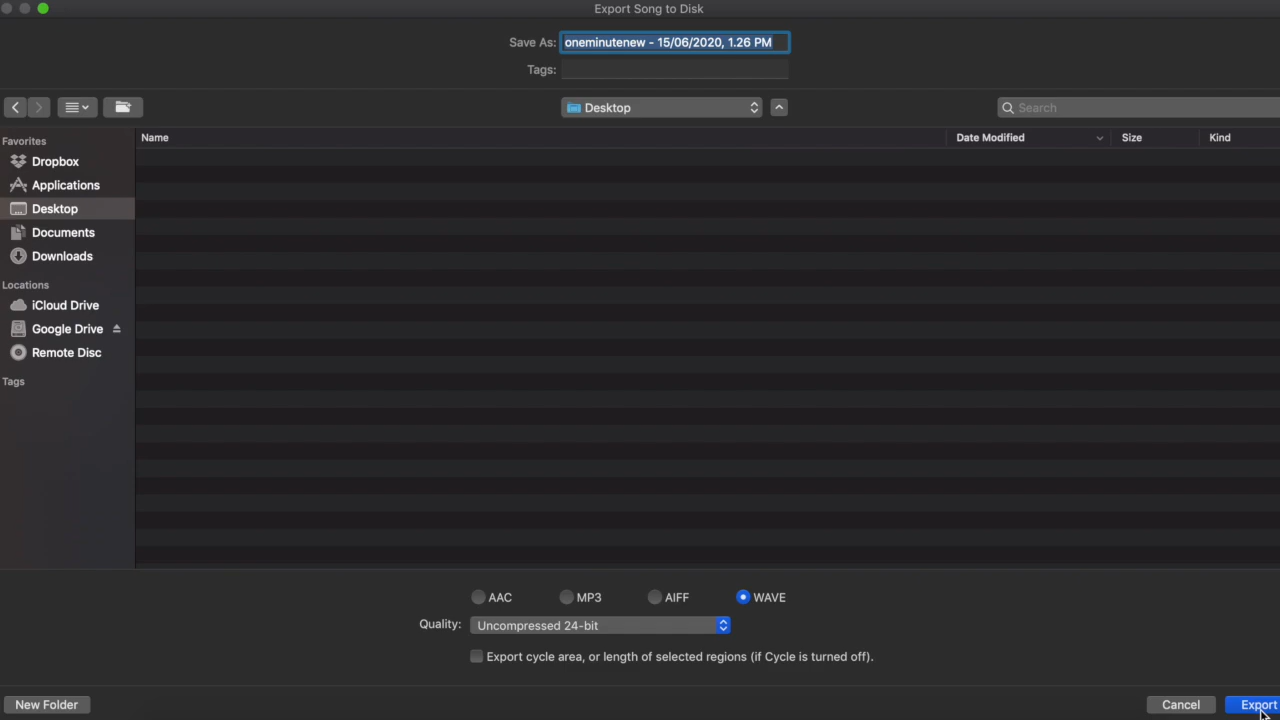 Export Song to Disk
Save As: oneminutenew - 15/06/2020, 1.26 PM
Tags:
Desktop
Search
Favorites
Dropbox
Applications
Desktop
Documents
Downloads
Locations
iCloud Drive
Google Drive
Remote Disc
Tags
Name Date Modified Size Kind
AAC MP3 AIFF WAVE
Quality: Uncompressed 24-bit
Export cycle area, or length of selected regions (if Cycle is turned off).
New Folder Cancel Export